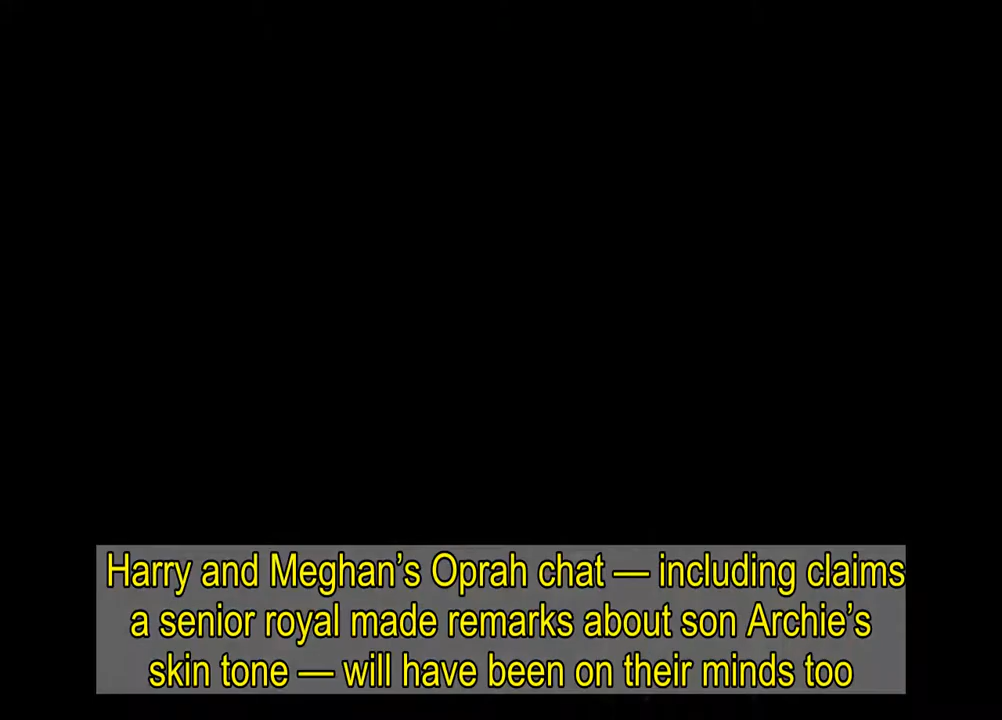 Harry and Meghan’s Oprah chat — including claims
a senior royal made remarks about son Archie’s
skin tone — will have been on their minds too